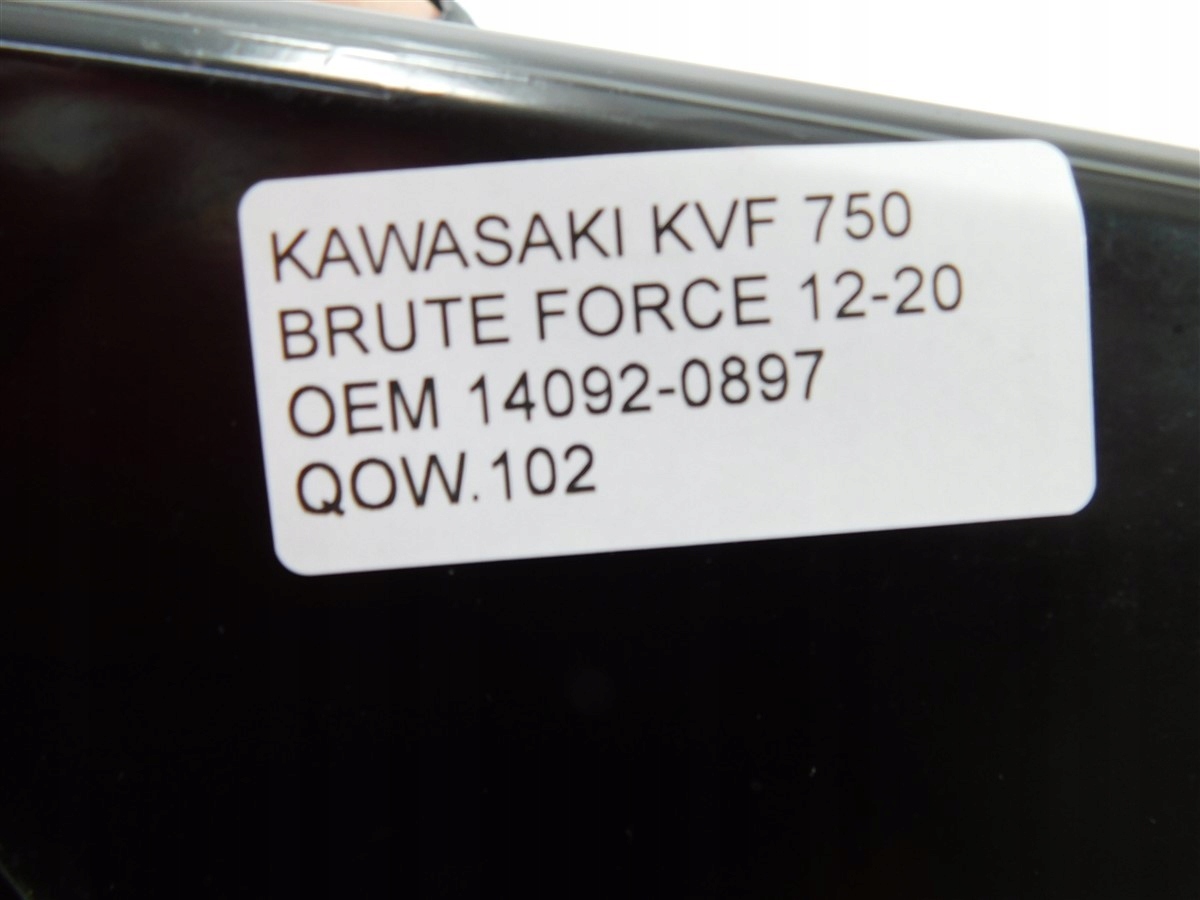 KAWASAKI KVF 750
BRUTE FORCE 12-20
OEM 14092-0897
QOW.102